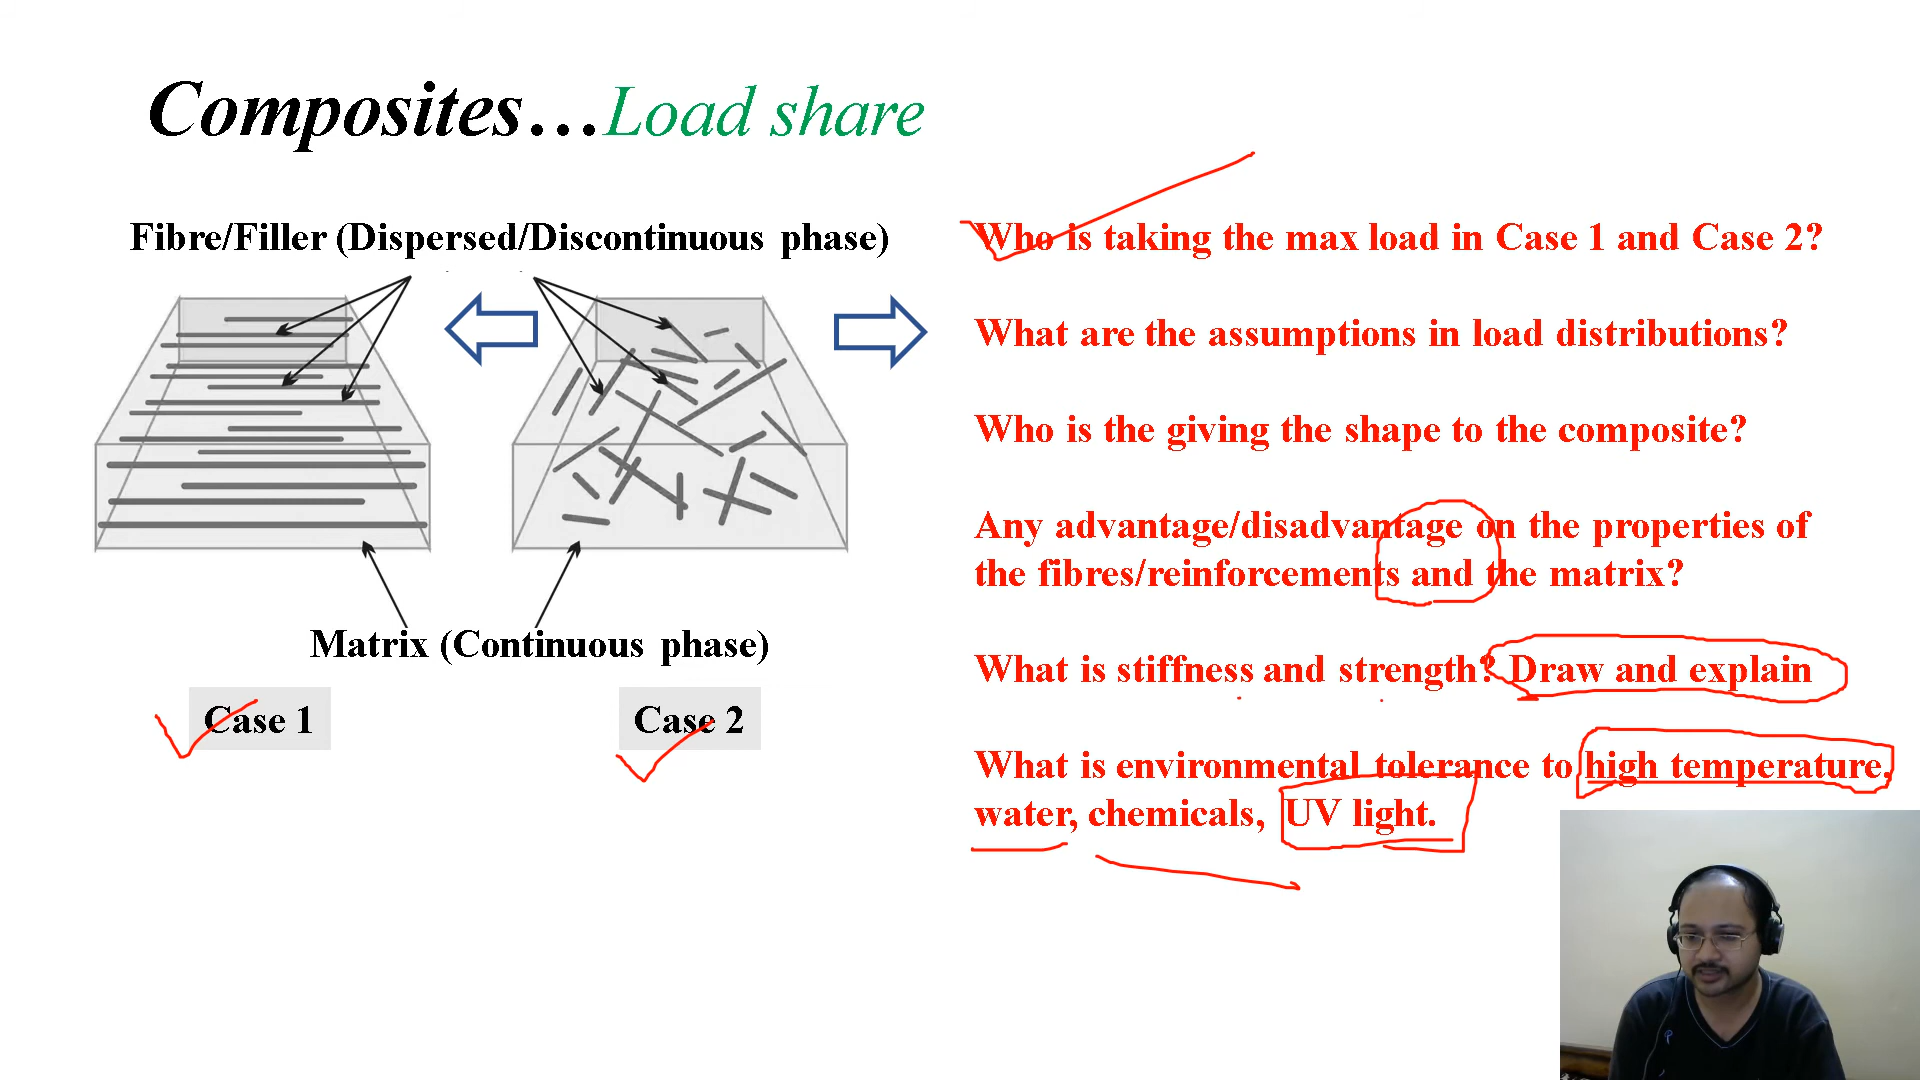 Composites...Load share
Fibre/Filler (Dispersed/Discontinuous phase)
Matrix (Continuous phase)
Case 1
Case 2
Who is taking the max load in Case 1 and Case 2?
What are the assumptions in load distributions?
Who is the giving the shape to the composite?
Any advantage/disadvantage on the properties of
the fibres/reinforcements and the matrix?
What is stiffness and strength? Draw and explain
What is environmental tolerance to high temperature,
water, chemicals, UV light.